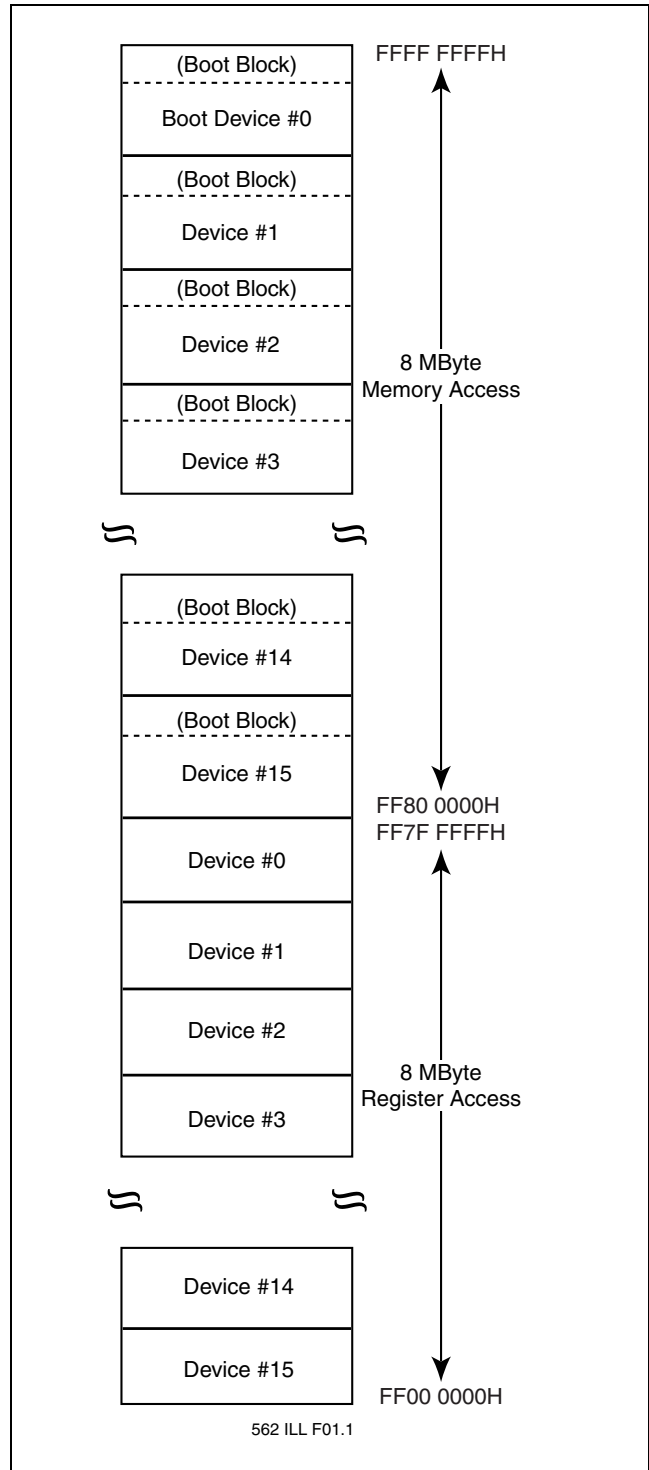 (Boot Block)
FFFF FFFFH
Boot Device #0
(Boot Block)
Device #1
(Boot Block)
Device #2
8 MByte
Memory Access
(Boot Block)
Device #3
(Boot Block)
Device #14
(Boot Block)
Device #15
FF80 0000H
FF7F FFFFH
Device #0
Device #1
Device #2
8 MByte
Register Access
Device #3
Device #14
Device #15
FF00 0000H
562 ILL F01.1